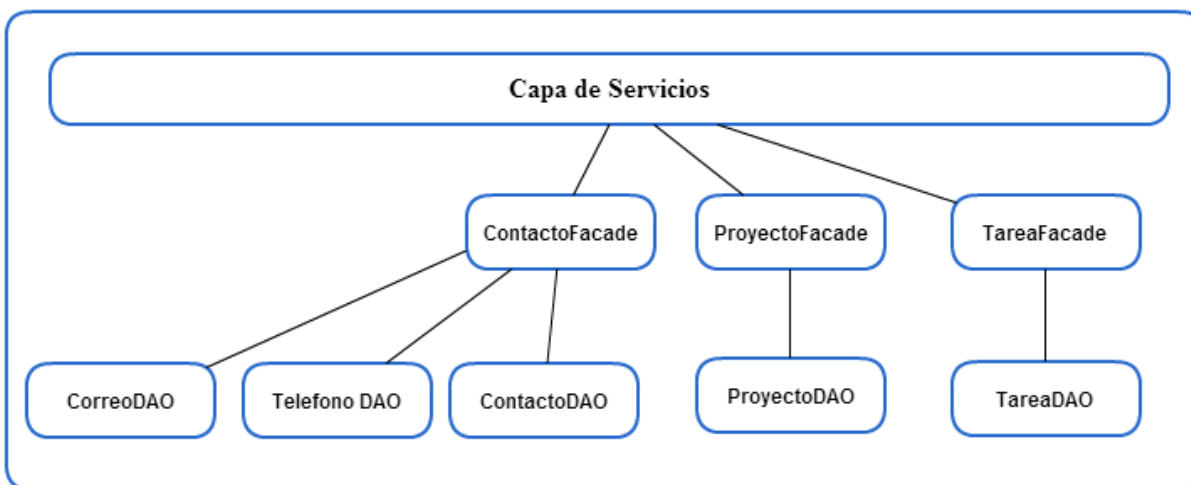 Capa de Servicios
ContactoFacade
ProyectoFacade
TareaFacade
CorreoDAO
Telefono DAO
ContactoDAO
ProyectoDAO
TareaDAO